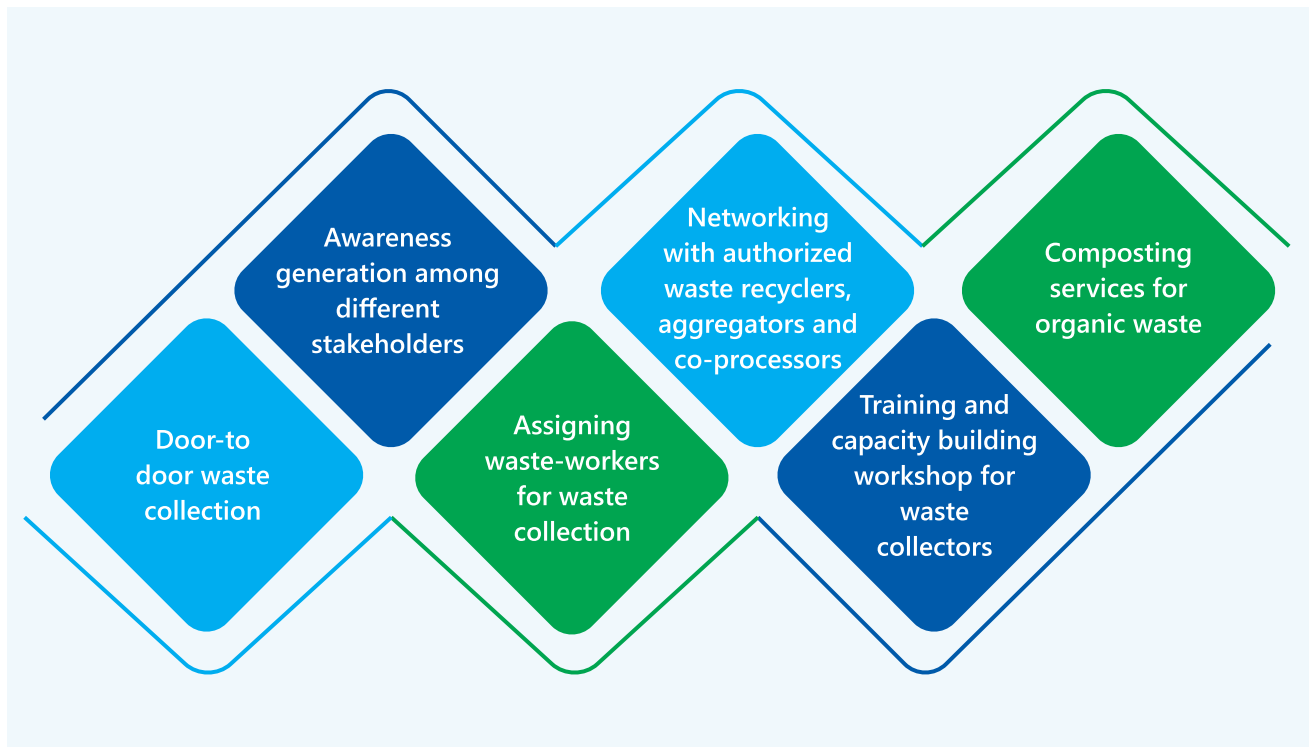 Door-to
door waste
collection
Awareness
generation among
different
stakeholders
Assigning
waste-workers
for waste
collection
Networking
with authorized
waste recyclers,
aggregators and
co-processors
Training and
capacity building
workshop for
waste
collectors
Composting
services for
organic waste